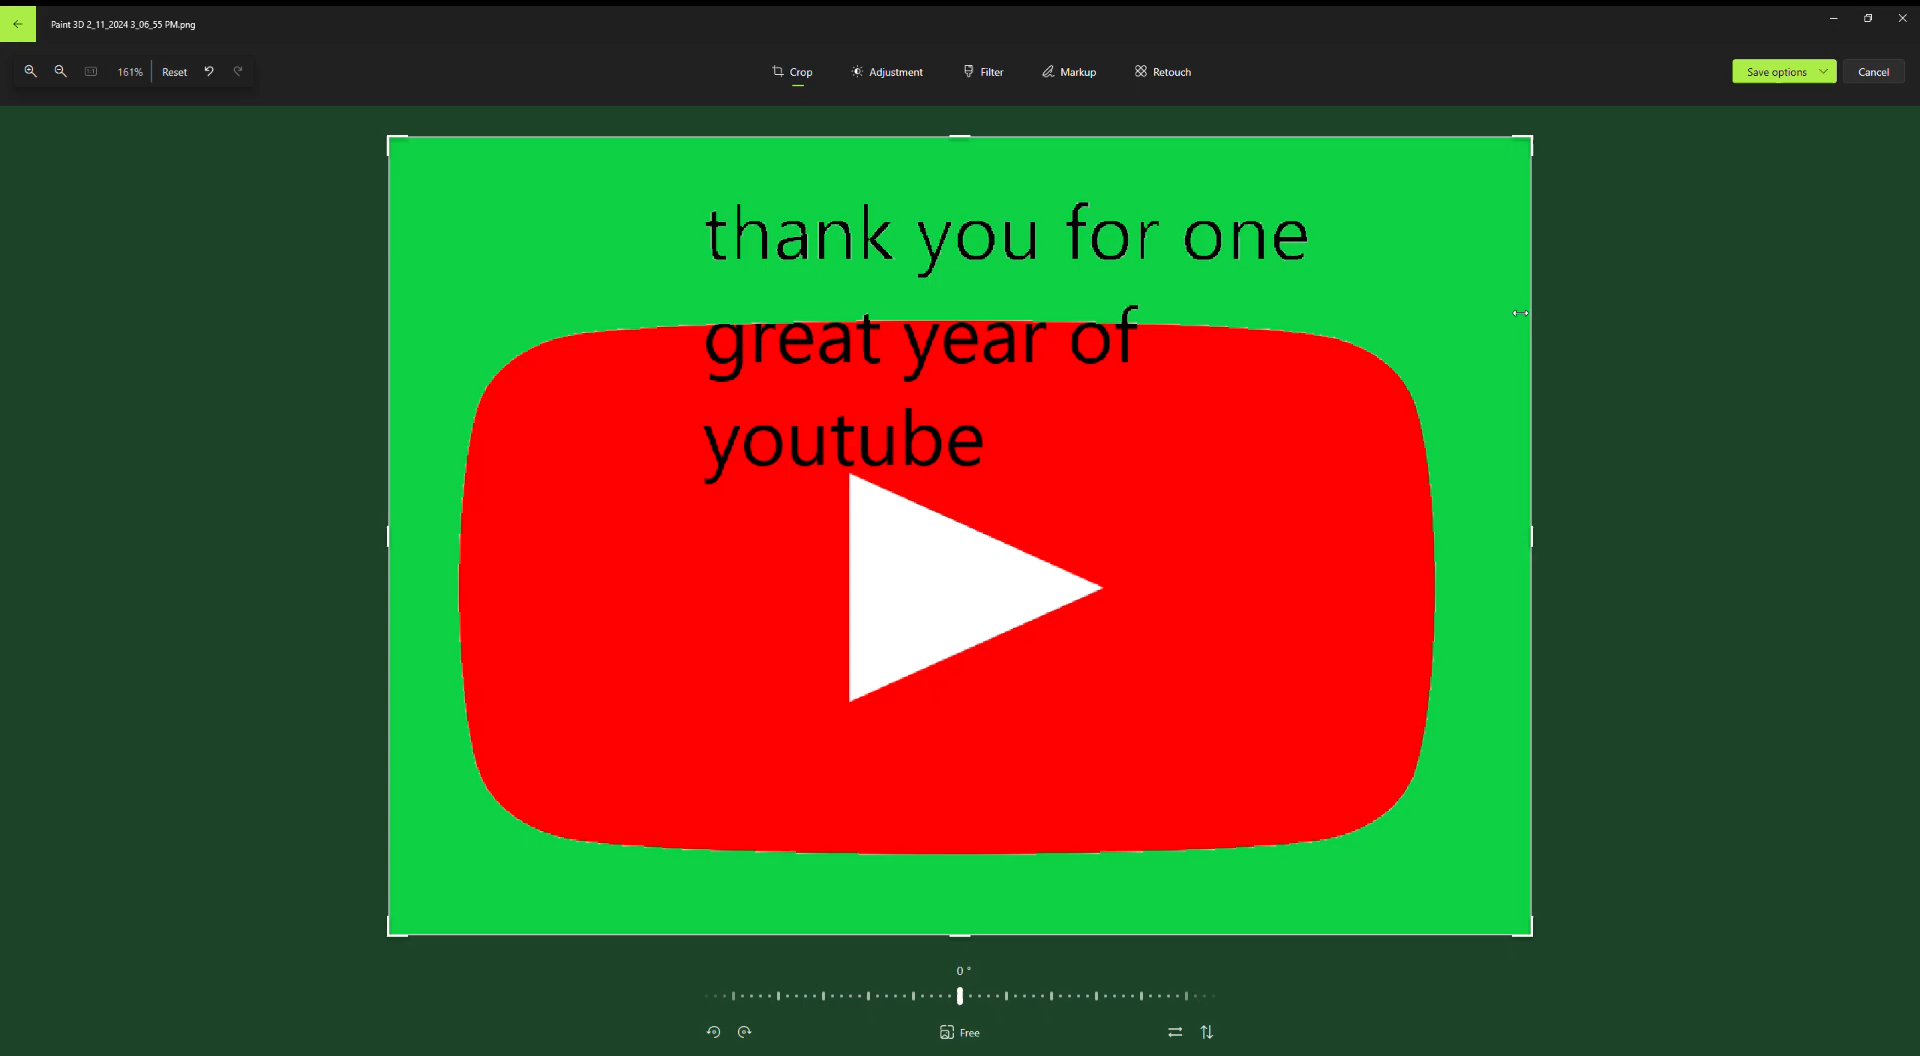 Paint 3D 2_11_2024 3_06_55 PM.png
161% Reset Crop Adjustment Filter Markup Retouch Save options Cancel
thank you for one
great year of
youtube
0°
Free